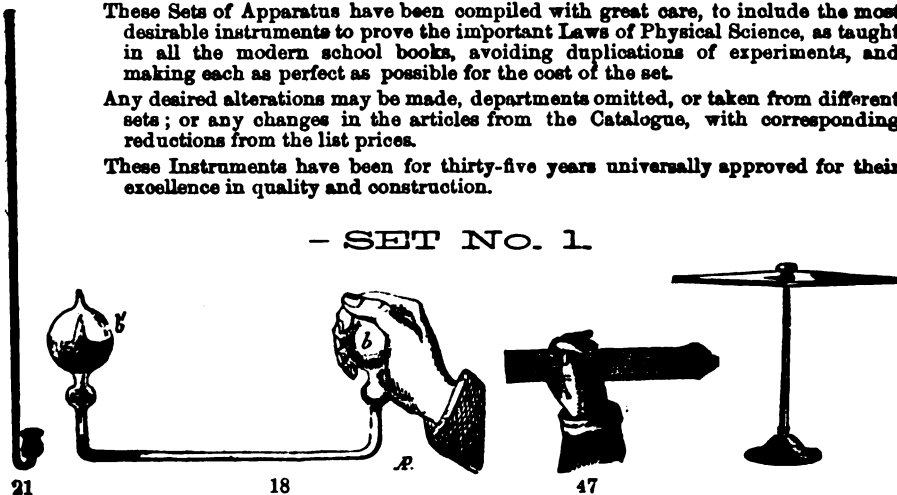 These Sets of Apparatus have been compiled with great care, to include the most
desirable instruments to prove the important Laws of Physical Science, as taught
in all the modern school books, avoiding duplications of experiments, and
making each as perfect as possible for the cost of the set.
Any desired alterations may be made, departments omitted, or taken from different
sets; or any changes in the articles from the Catalogue, with corresponding
reductions from the list prices.
These Instruments have been for thirty-five years universally approved for their
excellence in quality and construction.
– SET No. 1.
b'
b
AP.
21 18 47